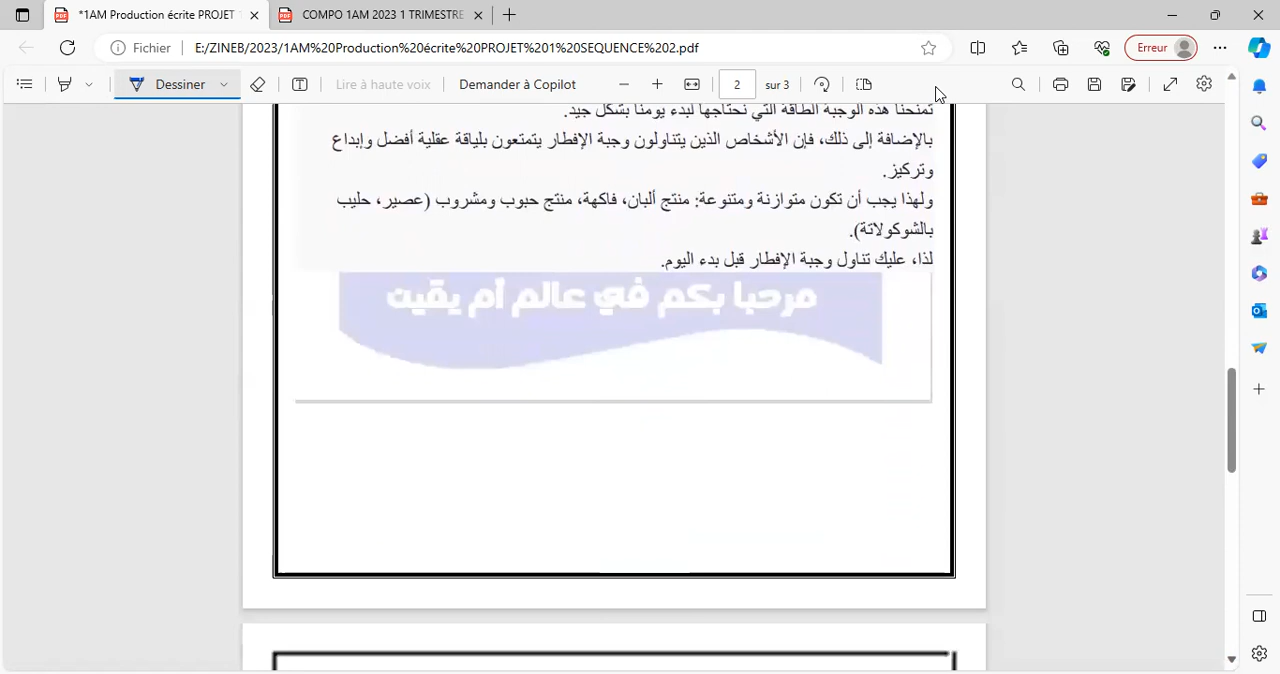 *1AM Production écrite PROJET
COMPO 1AM 2023 1 TRIMESTRE
Fichier
E:/ZINEB/2023/1AM%20Production%20écrite%20PROJET%201%20SEQUENCE%202.pdf
Erreur
Dessiner
Lire à haute voix
Demander à Copilot
2
sur 3
تمنحنا هذه الوجبة الطاقة التي نحتاجها لبدء يومنا بشكل جيد.
بالإضافة إلى ذلك، فإن الأشخاص الذين يتناولون وجبة الإفطار يتمتعون بلياقة عقلية أفضل وإبداع
وتركيز.
ولهذا يجب أن تكون متوازنة ومتنوعة: منتج ألبان، فاكهة، منتج حبوب ومشروب (عصير، حليب
بالشوكولاتة).
لذا، عليك تناول وجبة الإفطار قبل بدء اليوم.
مرحبا بكم في عالم أم يقين